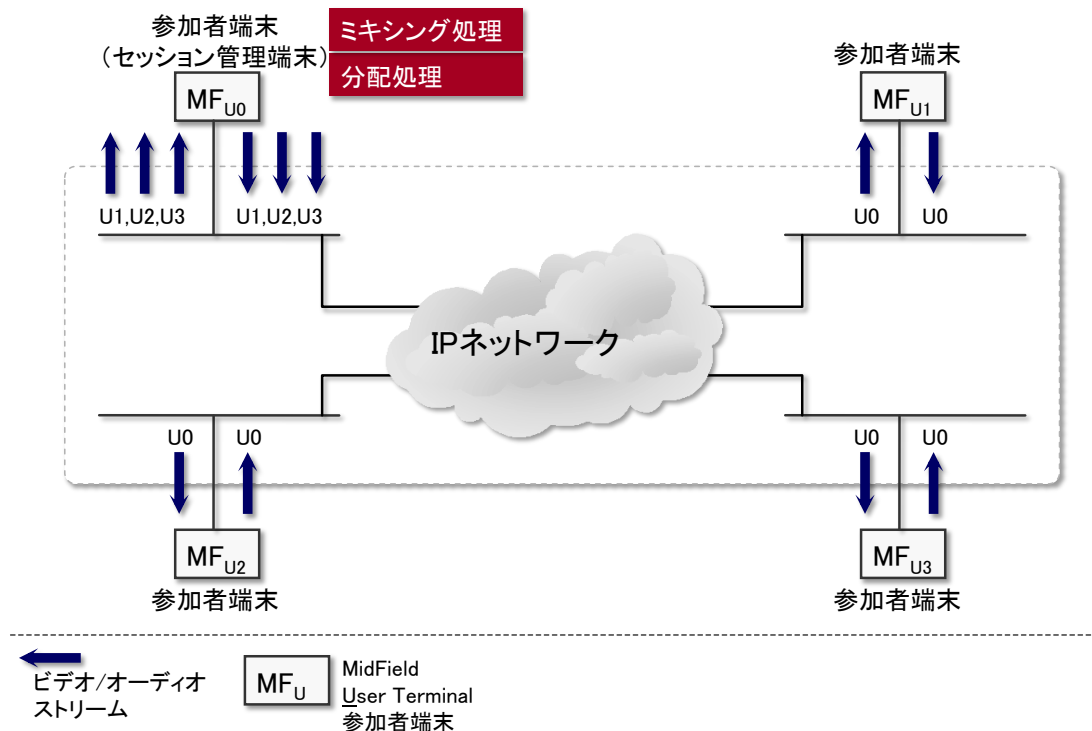 参加者端末
（セッション管理端末）
ミキシング処理
分配処理
MFU0
参加者端末
MFU1
U1,U2,U3
U1,U2,U3
U0
U0
IPネットワーク
U0
U0
U0
U0
MFU2
参加者端末
MFU3
参加者端末
ビデオ/オーディオ
ストリーム
MFU
MidField
User Terminal
参加者端末